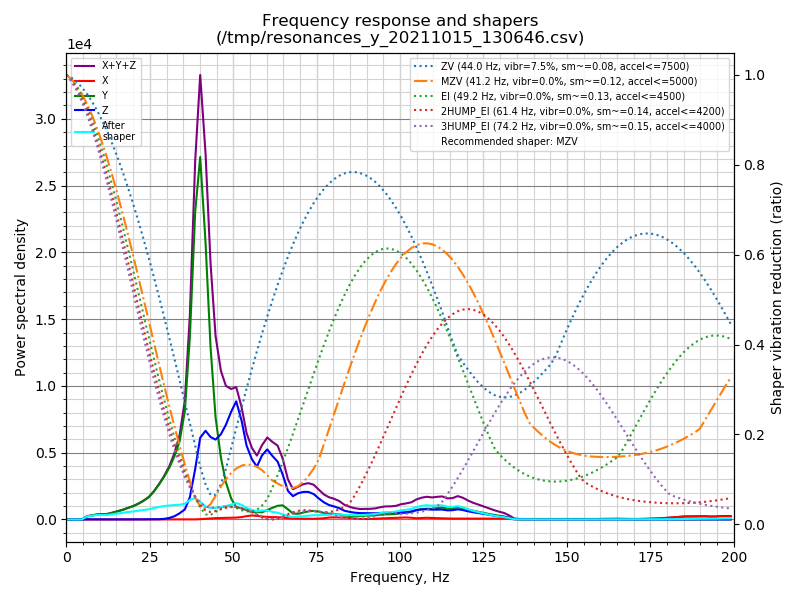 Frequency response and shapers
(/tmp/resonances_y_20211015_130646.csv)
1e4
X+Y+Z
X
Y
Z
After
shaper
ZV (44.0 Hz, vibr=7.5%, sm~=0.08, accel<=7500)
MZV (41.2 Hz, vibr=0.0%, sm~=0.12, accel<=5000)
EI (49.2 Hz, vibr=0.0%, sm~=0.13, accel<=4500)
2HUMP_EI (61.4 Hz, vibr=0.0%, sm~=0.14, accel<=4200)
3HUMP_EI (74.2 Hz, vibr=0.0%, sm~=0.15, accel<=4000)
Recommended shaper: MZV
Power spectral density
3.0
2.5
2.0
1.5
1.0
0.5
0.0
1.0
0.8
0.6
0.4
0.2
0.0
Shaper vibration reduction (ratio)
0 25 50 75 100 125 150 175 200
Frequency, Hz